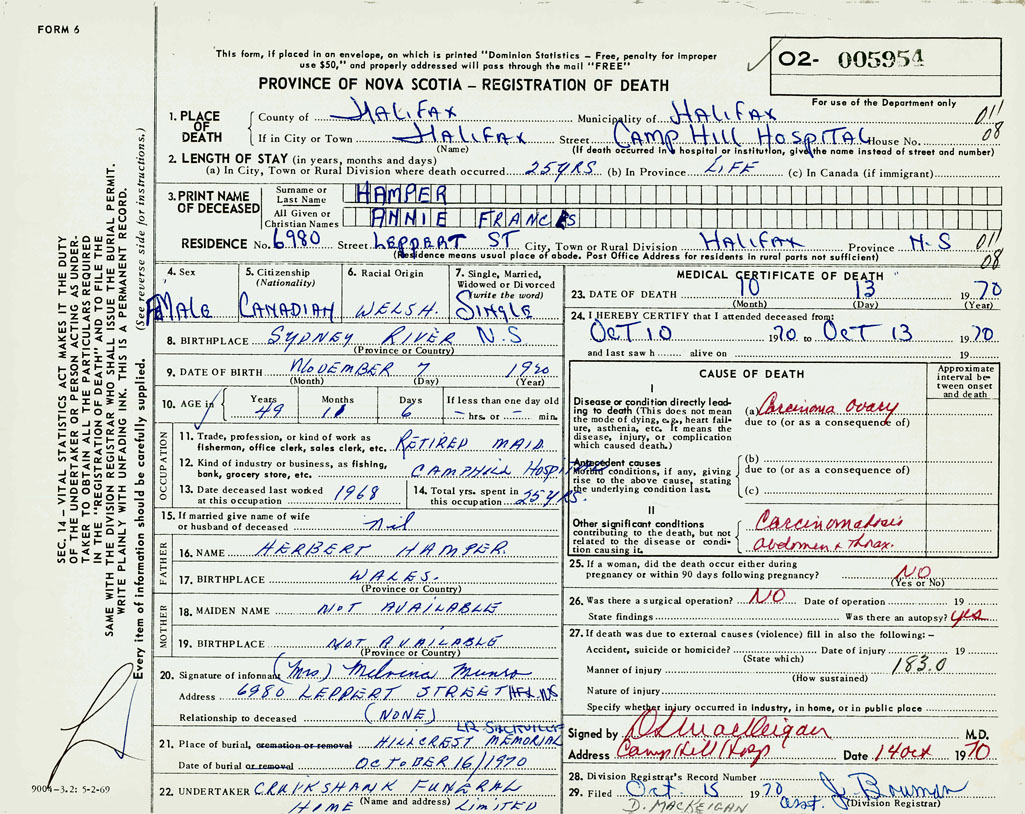 FORM 6
This form, if placed in an envelope, on which is printed "Dominion Statistics – Free, penalty for improper
use $50," and properly addressed will pass through the mail "FREE"
PROVINCE OF NOVA SCOTIA – REGISTRATION OF DEATH
O2- 005954
For use of the Department only
1. PLACE OF DEATH
County of HALIFAX Municipality of HALIFAX 011
If in City or Town HALIFAX Street CAMP HILL HOSPITAL House No. 08
(Name) (If death occurred in hospital or institution, give the name instead of street and number)
2. LENGTH OF STAY (in years, months and days)
(a) In City, Town or Rural Division where death occurred 25 YRS (b) In Province LIFE (c) In Canada (if immigrant)
3. PRINT NAME OF DECEASED
Surname or Last Name HAMPER
All Given or Christian Names ANNIE FRANCES
RESIDENCE No. 6980 Street LEPPERT ST City, Town or Rural Division HALIFAX Province N.S 011
(Residence means usual place of abode. Post Office Address for residents in rural parts not sufficient) 08
4. Sex
MALE
5. Citizenship (Nationality)
CANADIAN
6. Racial Origin
WELSH.
7. Single, Married, Widowed or Divorced (write the word)
SINGLE
8. BIRTHPLACE SYDNEY RIVER N.S
(Province or Country)
9. DATE OF BIRTH NOVEMBER 7 1920
(Month) (Day) (Year)
10. AGE in
Years Months Days If less than one day old
49 11 6 – hrs. or – min.
OCCUPATION
11. Trade, profession, or kind of work as
fisherman, office clerk, sales clerk, etc. RETIRED MAID
12. Kind of industry or business, as fishing,
bank, grocery store, etc. CAMPHILL HOSPITAL
13. Date deceased last worked
at this occupation 1968
14. Total yrs. spent in
this occupation 25 YRS.
15. If married give name of wife
or husband of deceased nil
FATHER
16. NAME HERBERT HAMPER
17. BIRTHPLACE WALES.
(Province or Country)
MOTHER
18. MAIDEN NAME NOT AVAILABLE
19. BIRTHPLACE NOT AVAILABLE
(Province or Country)
20. Signature of informant (Mrs) Melvena Munro
Address 6980 LEPPERT STREET HFX. NS
Relationship to deceased (NONE)
LR SACKVILLE
21. Place of burial, cremation or removal HILLCREST MEMORIAL
Date of burial or removal OCTOBER 16/1970
22. UNDERTAKER CRUIKSHANK FUNERAL
HOME (Name and address) LIMITED
MEDICAL CERTIFICATE OF DEATH
23. DATE OF DEATH 10 13 1970
(Month) (Day) (Year)
24. I HEREBY CERTIFY that I attended deceased from:
OCT 10 1970 to OCT 13 1970
and last saw h alive on 19
CAUSE OF DEATH
Approximate interval between onset and death
I
Disease or condition directly leading to death (This does not mean the mode of dying, e.g., heart failure, asthenia, etc. It means the disease, injury, or complication which caused death.)
(a) Carcinoma Ovary
due to (or as a consequence of)
Antecedent causes
Morbid conditions, if any, giving rise to the above cause, stating the underlying condition last.
(b)
due to (or as a consequence of)
(c)
II
Other significant conditions
contributing to the death, but not related to the disease or condition causing it.
Carcinomatosis
Abdomen & Thorax.
25. If a woman, did the death occur either during
pregnancy or within 90 days following pregnancy? NO
(Yes or No)
26. Was there a surgical operation? NO Date of operation 19
State findings Was there an autopsy? yes
27. If death was due to external causes (violence) fill in also the following: –
Accident, suicide or homicide? Date of injury 19
(State which)
Manner of injury 183.0
(How sustained)
Nature of injury
Specify whether injury occurred in industry, in home, or in public place
Signed by M.D.
Address Camp Hill Hosp Date 14 Oct 1970
28. Division Registrar's Record Number
29. Filed Oct. 15 1970 asst. J. Bowman
D. MACKEIGAN (Division Registrar)
SEC. 14 – VITAL STATISTICS ACT MAKES IT THE DUTY
OF THE UNDERTAKER OR PERSON ACTING AS UNDER-
TAKER TO OBTAIN ALL THE PARTICULARS REQUIRED
IN THE "REGISTRATION OF DEATH" AND TO FILE THE
SAME WITH THE DIVISION REGISTRAR WHO SHALL ISSUE THE BURIAL PERMIT.
WRITE PLAINLY WITH UNFADING INK. THIS IS A PERMANENT RECORD.
Every item of information should be carefully supplied. (See reverse side for instructions.)
9004–3.2: 5-2-69